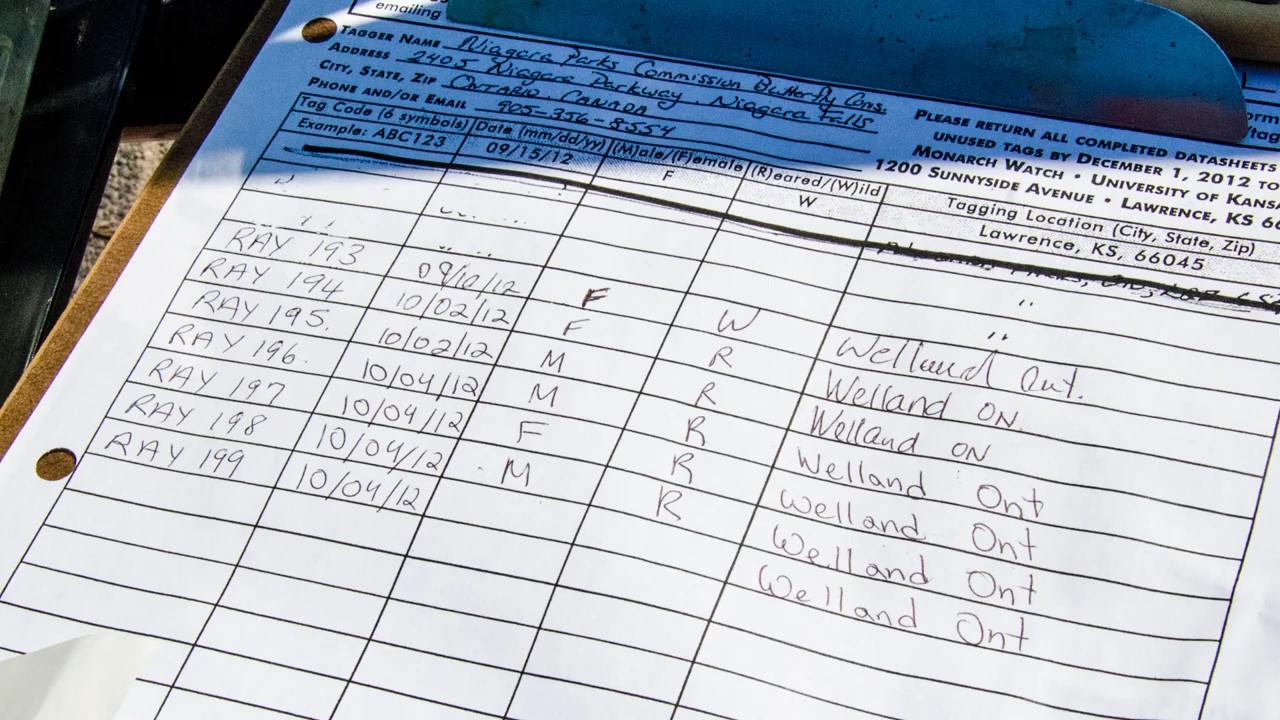 emailing
TAGGER NAME Niagara Parks Commission Butterfly Cons.
ADDRESS 2405 Niagara Parkway. Niagara Falls
CITY, STATE, ZIP ONTARIO CANADA
PHONE AND/OR EMAIL 905-356-8554
PLEASE RETURN ALL COMPLETED DATASHEETS
UNUSED TAGS BY DECEMBER 1, 2012 TO
MONARCH WATCH • UNIVERSITY OF KANSA
1200 SUNNYSIDE AVENUE • LAWRENCE, KS 66
Tag Code (6 symbols) Date (mm/dd/yy) (M)ale/(F)emale (R)eared/(W)ild Tagging Location (City, State, Zip)
Example: ABC123 09/15/12 F W Lawrence, KS, 66045
"
"
RAY 193 09/10/12 F W Welland Ont.
RAY 194 10/02/12 F R Welland ON
RAY 195. 10/02/12 M R Welland ON
RAY 196. 10/04/12 M R Welland Ont
RAY 197 10/04/12 F R Welland Ont
RAY 198 10/04/12 M R Welland Ont
RAY 199 10/04/12 Welland Ont